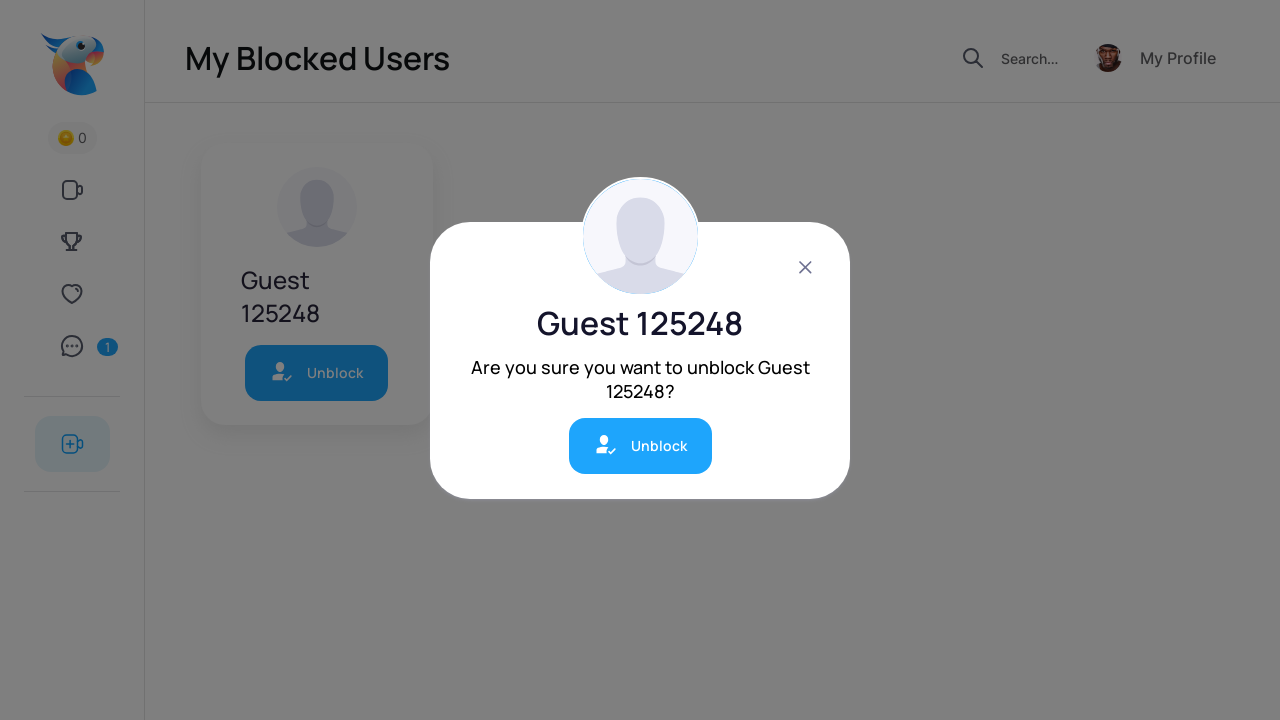 My Blocked Users
Search...
My Profile
0
1
Guest
125248
Unblock
Guest 125248
Are you sure you want to unblock Guest
125248?
Unblock